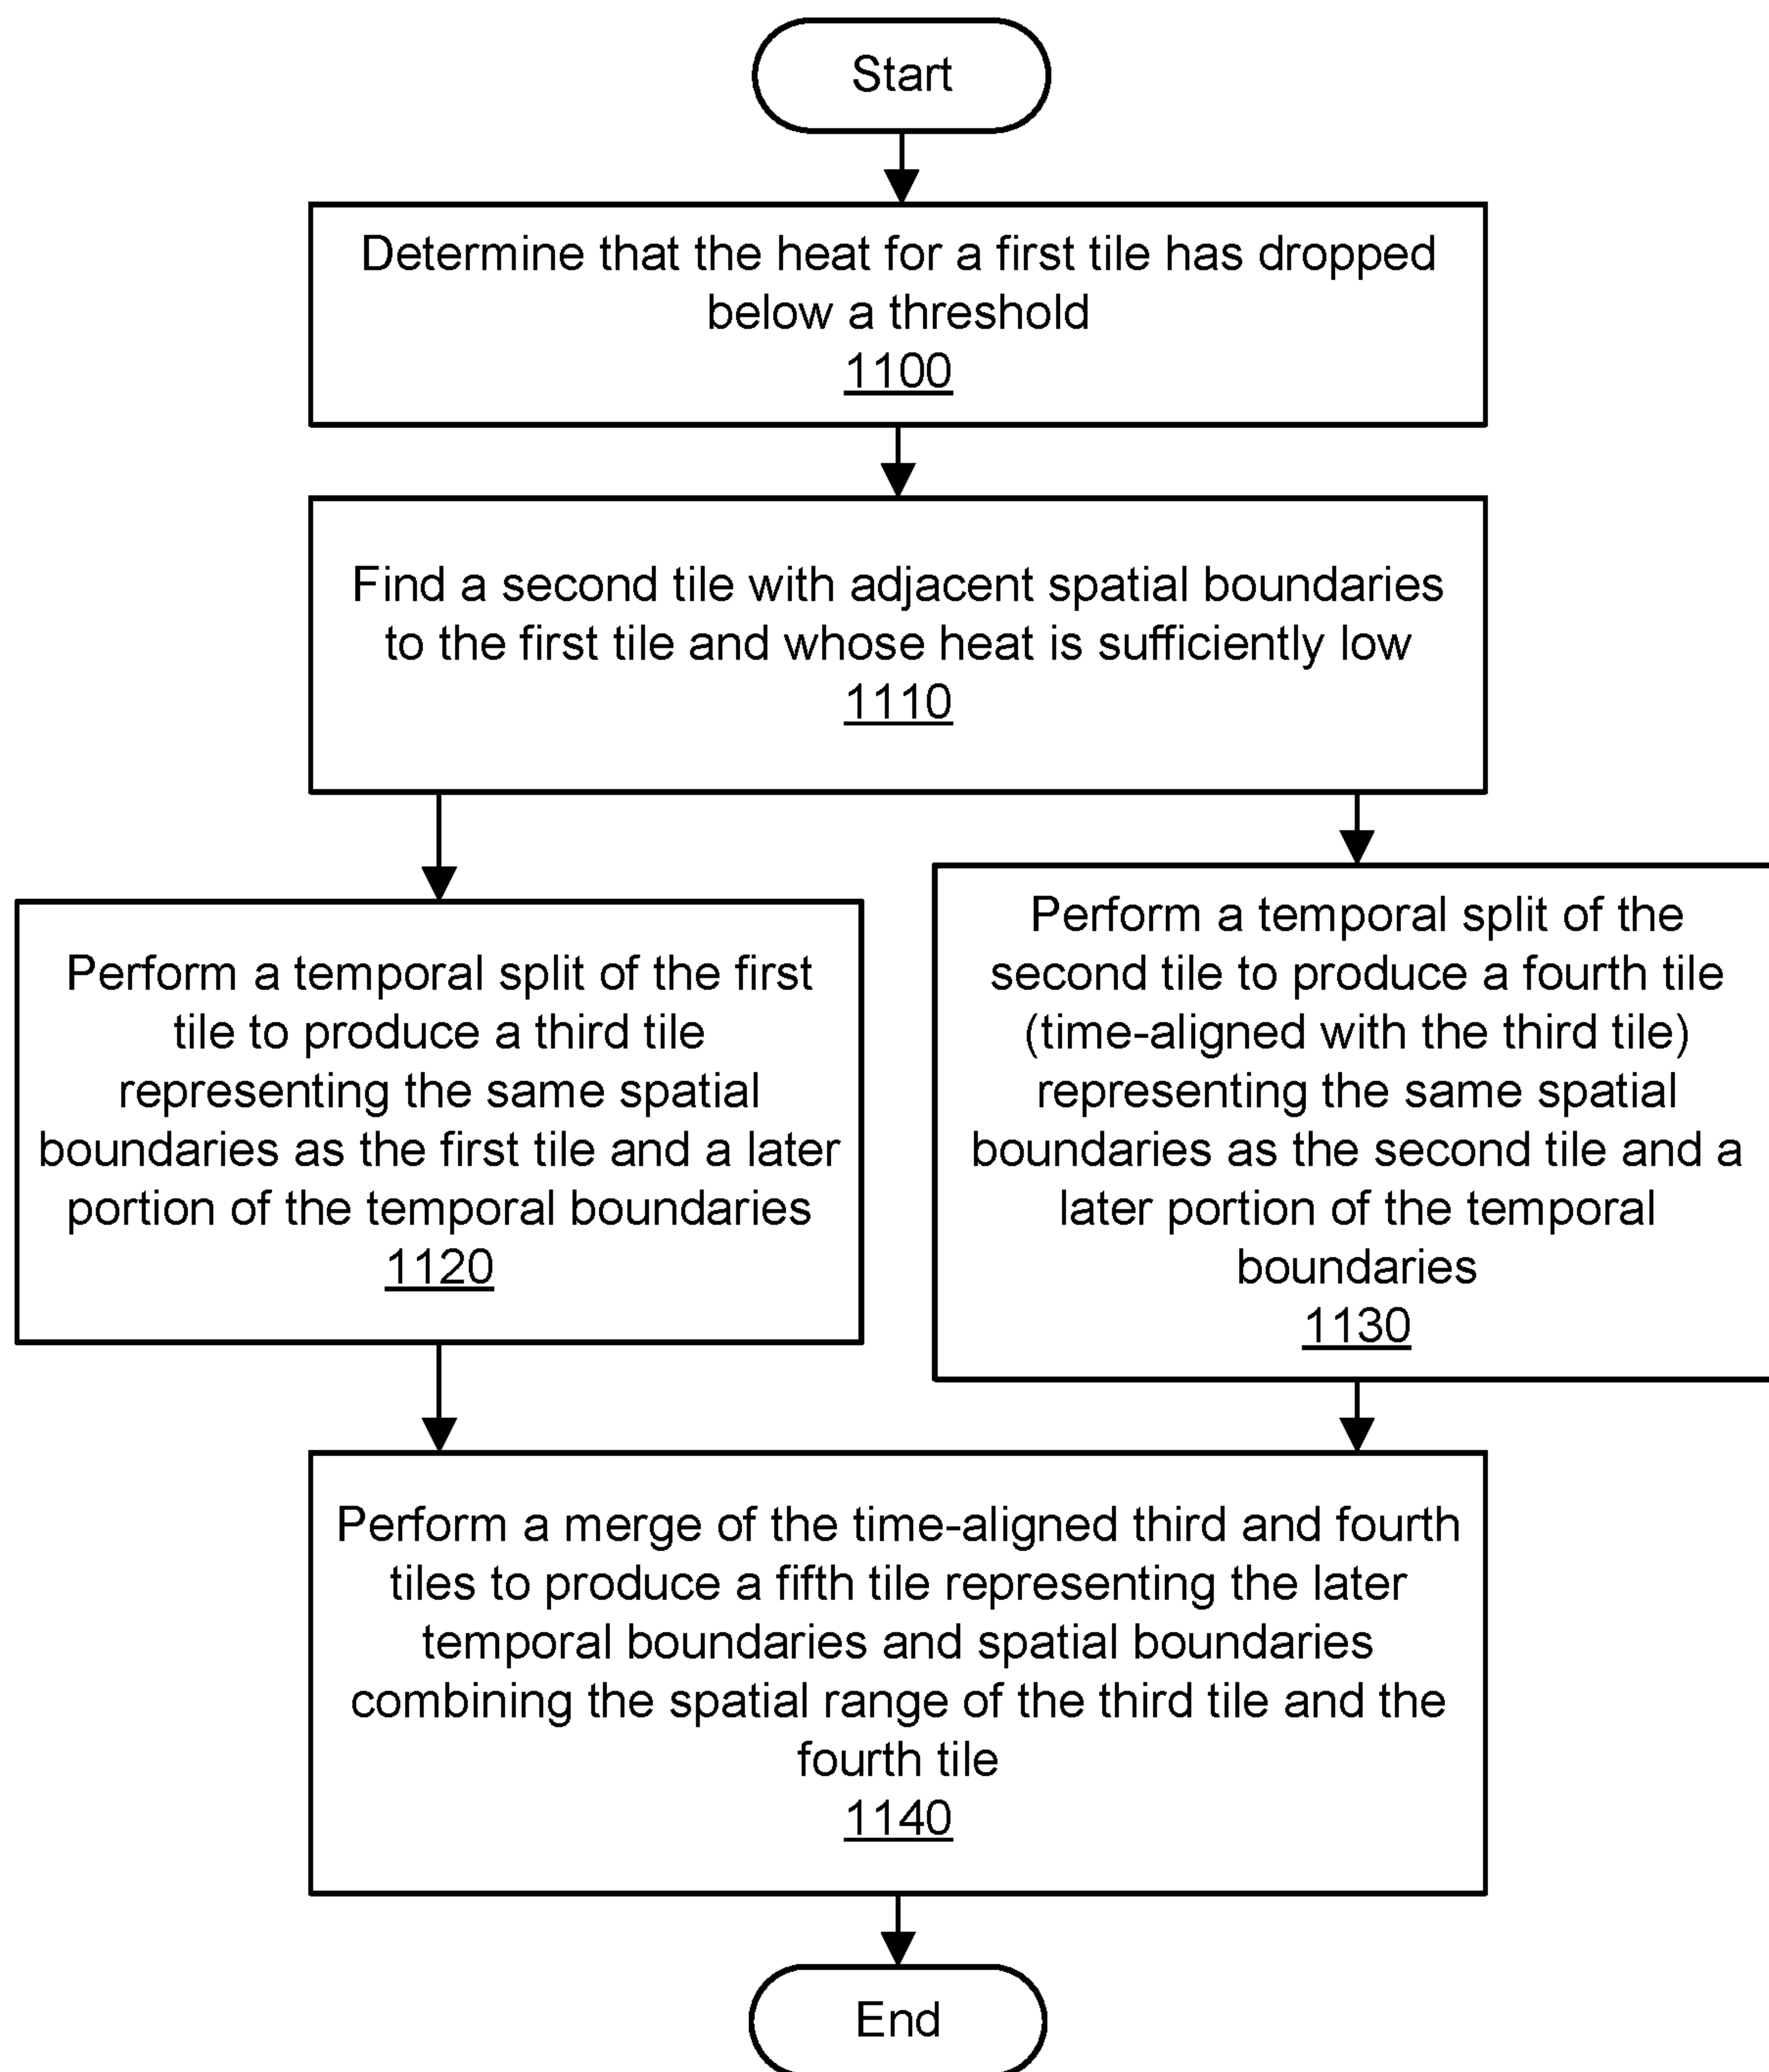 Start
Determine that the heat for a first tile has dropped
below a threshold
1100
Find a second tile with adjacent spatial boundaries
to the first tile and whose heat is sufficiently low
1110
Perform a temporal split of the first
tile to produce a third tile
representing the same spatial
boundaries as the first tile and a later
portion of the temporal boundaries
1120
Perform a temporal split of the
second tile to produce a fourth tile
(time-aligned with the third tile)
representing the same spatial
boundaries as the second tile and a
later portion of the temporal
boundaries
1130
Perform a merge of the time-aligned third and fourth
tiles to produce a fifth tile representing the later
temporal boundaries and spatial boundaries
combining the spatial range of the third tile and the
fourth tile
1140
End